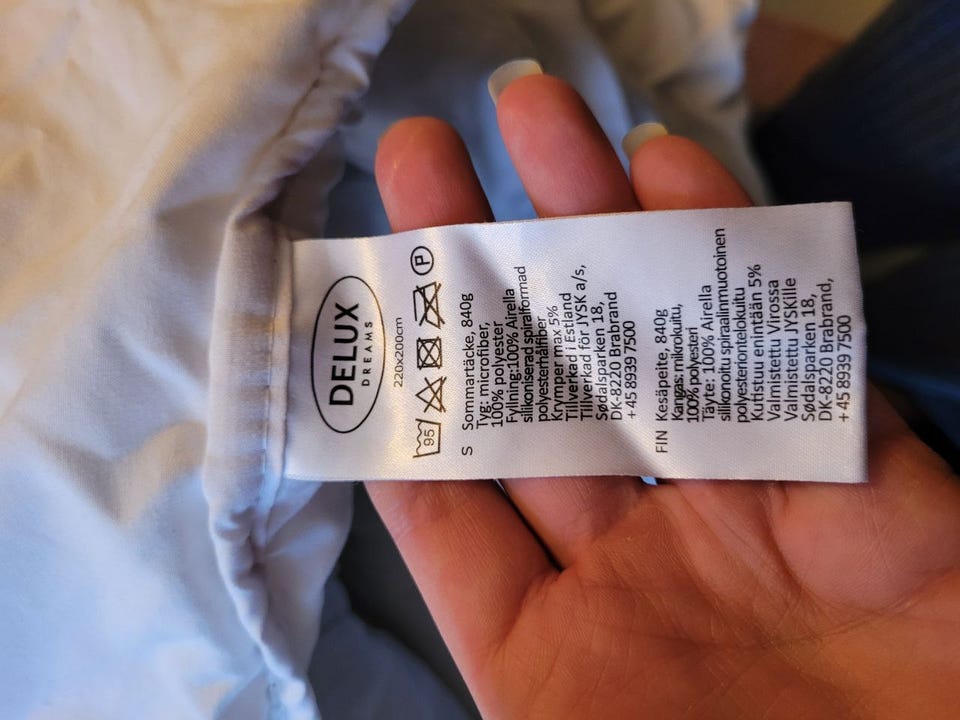 DELUX
DREAMS
220x200cm
95 P
S Sommartäcke, 840g
Tyg: microfiber,
100% polyester
Fyllning:100% Airella
silikoniserad spiralformad
polyesterhålfiber
Krymper max 5%
Tillverkad i Estland
Tillverkad för JYSK a/s,
Sødalsparken 18,
DK-8220 Brabrand
+45 8939 7500
FIN Kesäpeite, 840g
Kangas: mikrokuitu,
100% polyesteri
Täyte: 100% Airella
silikonoitu spiraalinmuotoinen
polyesteriontelokuitu
Kutistuu enintään 5%
Valmistettu Virossa
Valmistettu JYSKille
Sødalsparken 18,
DK-8220 Brabrand,
+45 8939 7500